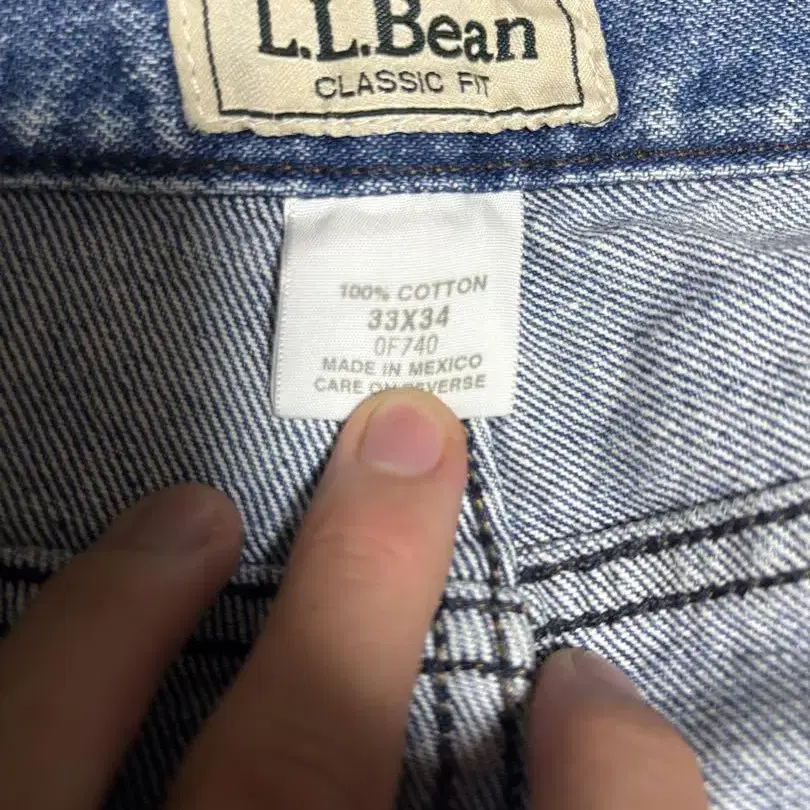 L.L.Bean
CLASSIC FIT
100% COTTON
33X34
0F740
MADE IN MEXICO
CARE ON REVERSE